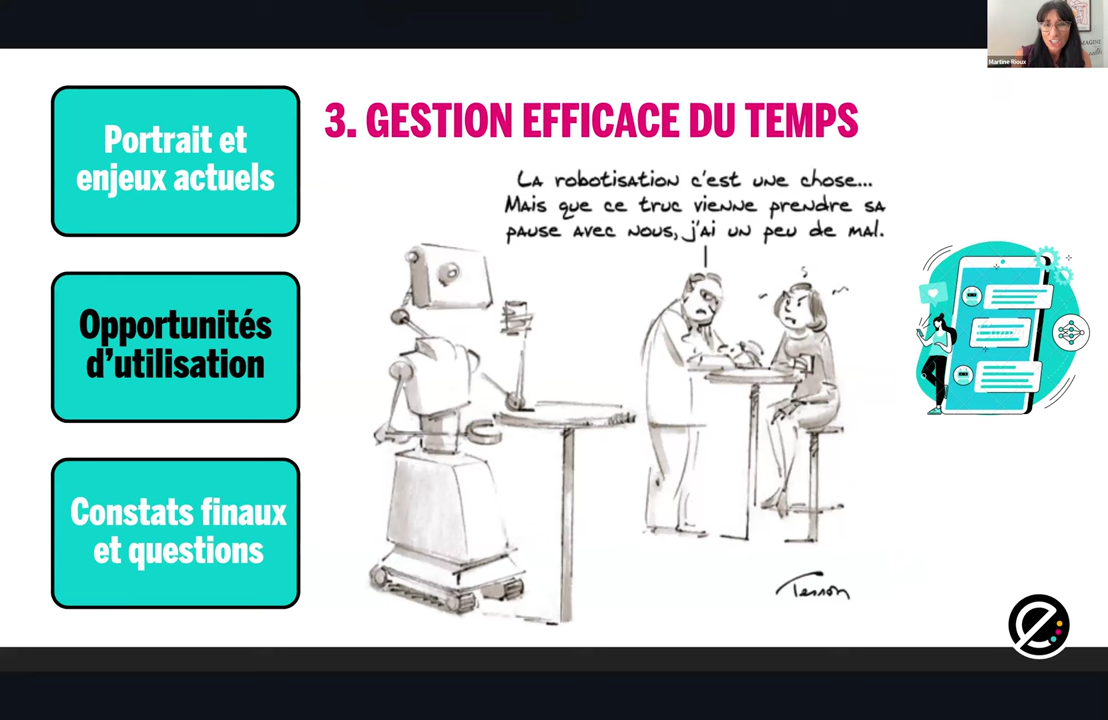 Martine Rioux
Portrait et
enjeux actuels
Opportunités
d’utilisation
Constats finaux
et questions
3. GESTION EFFICACE DU TEMPS
La robotisation c'est une chose...
Mais que ce truc vienne prendre sa
pause avec nous, j'ai un peu de mal.
Tesson
e